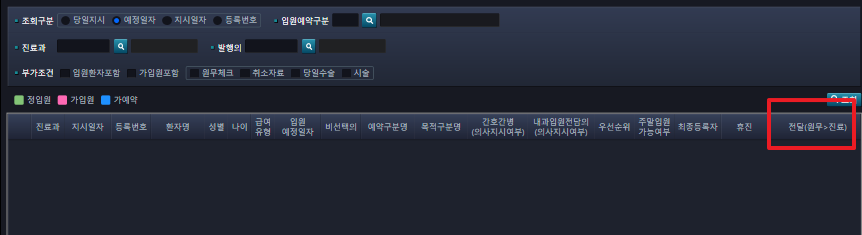 조회구분 당일지시 예정일자 지시일자 등록번호 입원예약구분
진료과 발행의
부가조건 입원환자포함 가입원포함 원무체크 취소자료 당일수술 시술
정입원 가입원 가예약
진료과 지시일자 등록번호 환자명 성별 나이 급여유형 입원예정일자 비선택의 예약구분명 목적구분명 간호간병(의사지시여부) 내과입원전담의(의사지시여부) 우선순위 주말입원가능여부 최종등록자 휴진 전달(원무>진료)